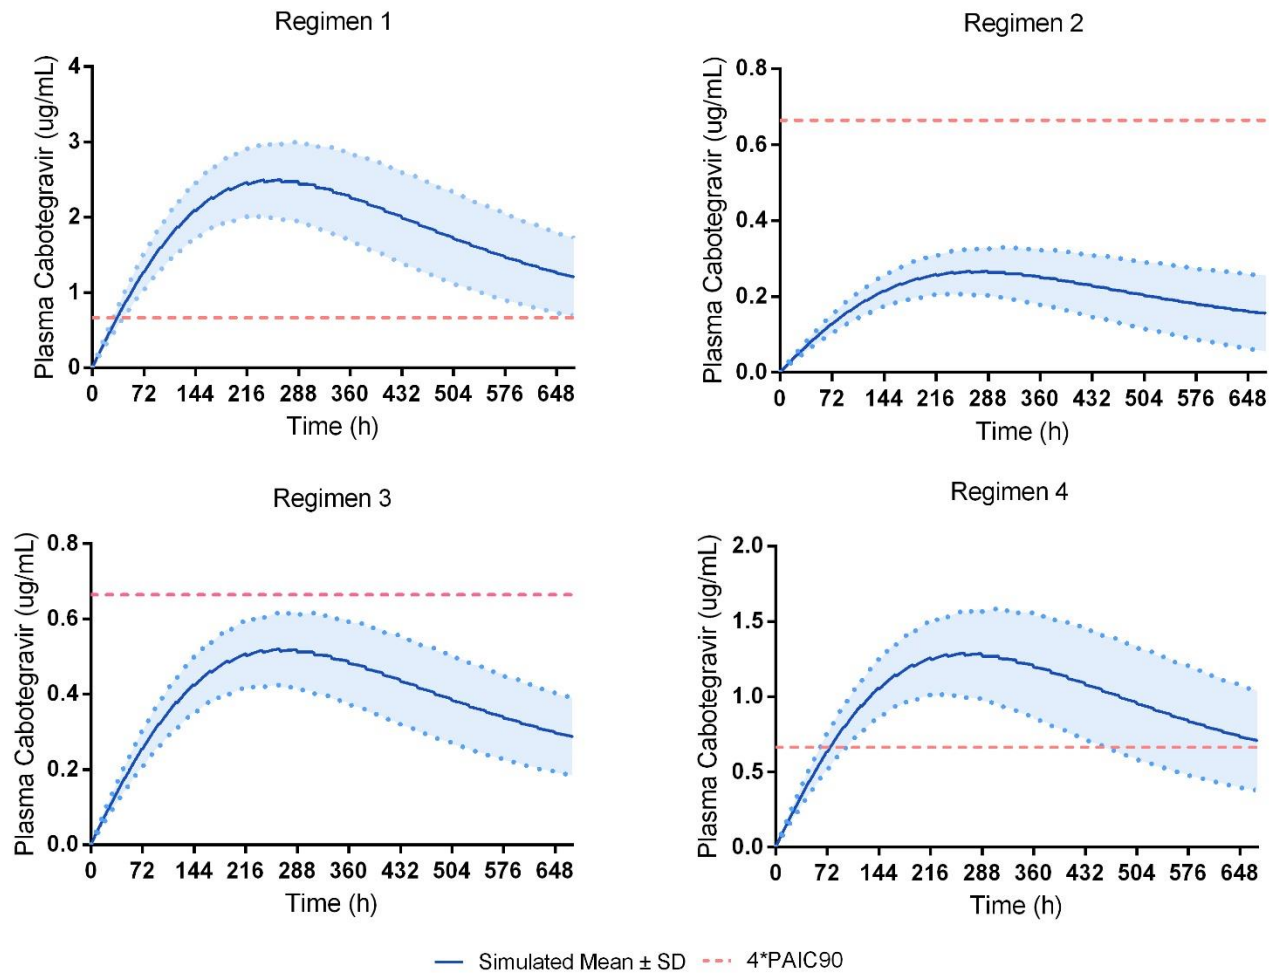 Regimen 1
Plasma Cabotegravir (ug/mL)
4
3
2
1
0
0 72 144 216 288 360 432 504 576 648
Time (h)
Regimen 2
Plasma Cabotegravir (ug/mL)
0.8
0.6
0.4
0.2
0.0
0 72 144 216 288 360 432 504 576 648
Time (h)
Regimen 3
Plasma Cabotegravir (ug/mL)
0.8
0.6
0.4
0.2
0.0
0 72 144 216 288 360 432 504 576 648
Time (h)
Regimen 4
Plasma Cabotegravir (ug/mL)
2.0
1.5
1.0
0.5
0.0
0 72 144 216 288 360 432 504 576 648
Time (h)
Simulated Mean ± SD 4*PAIC90